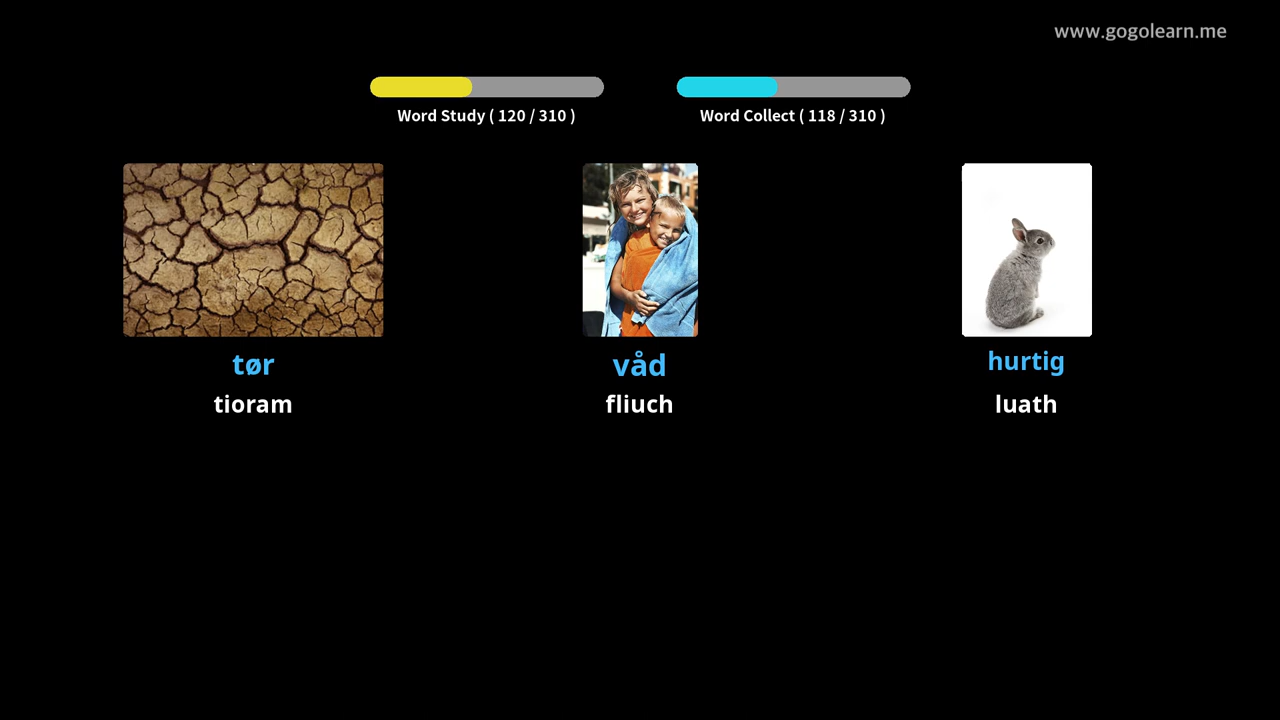 www.gogolearn.me
Word Study ( 120 / 310 )
Word Collect ( 118 / 310 )
tør
våd
hurtig
tioram
fliuch
luath